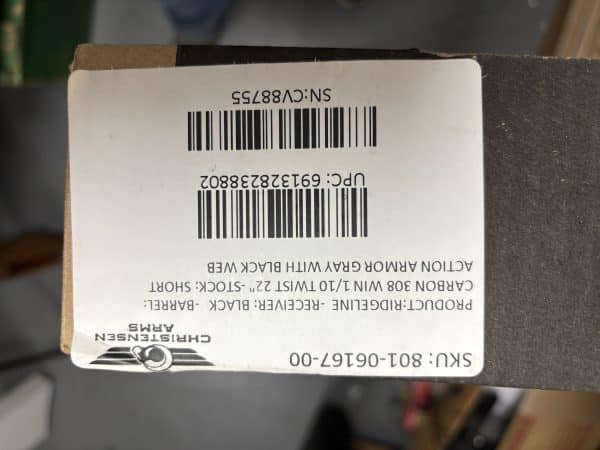 SKU: 801-06167-00
CHRISTENSEN
ARMS
PRODUCT:RIDGELINE -RECEIVER: BLACK - BARREL:
CARBON 308 WIN 1/10 TWIST 22" -STOCK: SHORT
ACTION ARMOR GRAY WITH BLACK WEB
UPC: 6913282238802
SN:CV88755